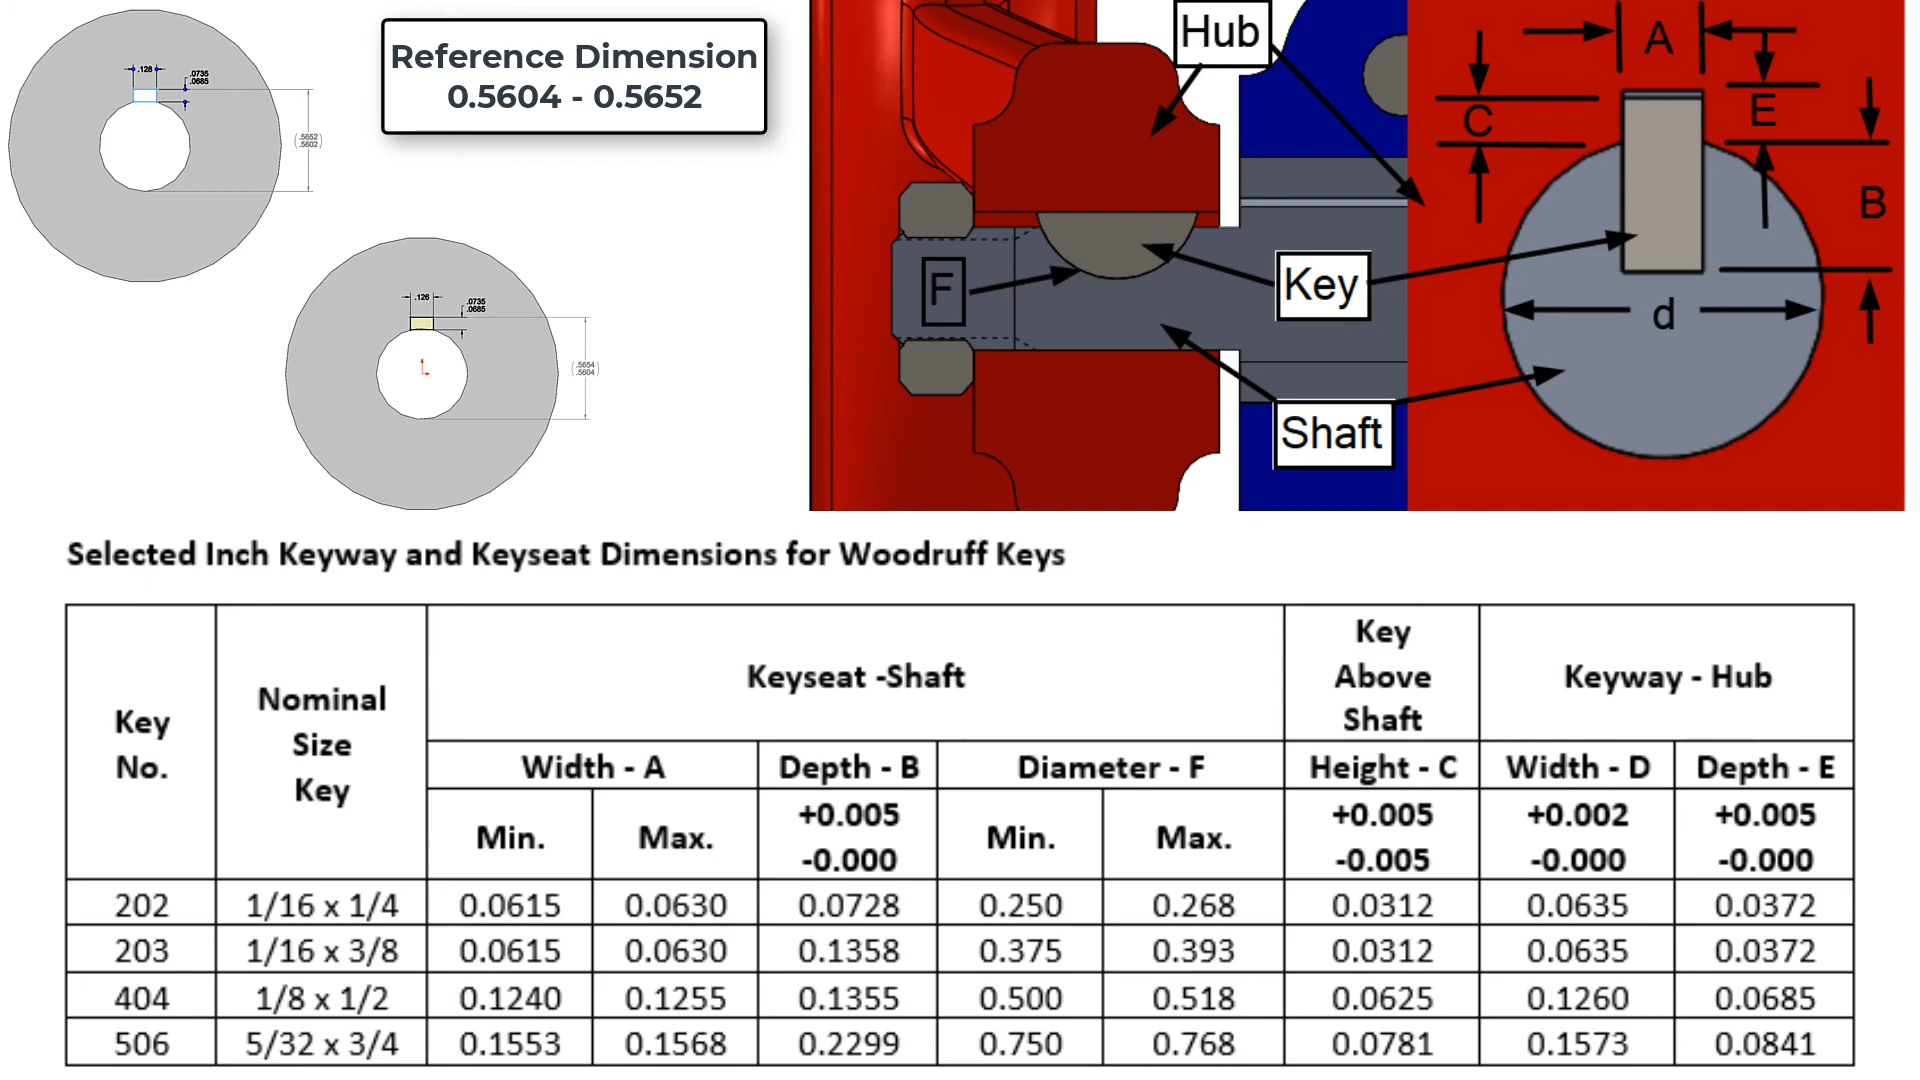 .128
.0735
.0685
(.5652
.5602)
Reference Dimension
0.5604 - 0.5652
.126
.0735
.0685
(.5654
.5604)
Hub
F
Key
Shaft
A
C
E
B
d
Selected Inch Keyway and Keyseat Dimensions for Woodruff Keys
Key No. Nominal Size Key Keyseat -Shaft Key Above Shaft Keyway - Hub
Width - A Depth - B Diameter - F Height - C Width - D Depth - E
Min. Max. +0.005 -0.000 Min. Max. +0.005 -0.005 +0.002 -0.000 +0.005 -0.000
202 1/16 x 1/4 0.0615 0.0630 0.0728 0.250 0.268 0.0312 0.0635 0.0372
203 1/16 x 3/8 0.0615 0.0630 0.1358 0.375 0.393 0.0312 0.0635 0.0372
404 1/8 x 1/2 0.1240 0.1255 0.1355 0.500 0.518 0.0625 0.1260 0.0685
506 5/32 x 3/4 0.1553 0.1568 0.2299 0.750 0.768 0.0781 0.1573 0.0841